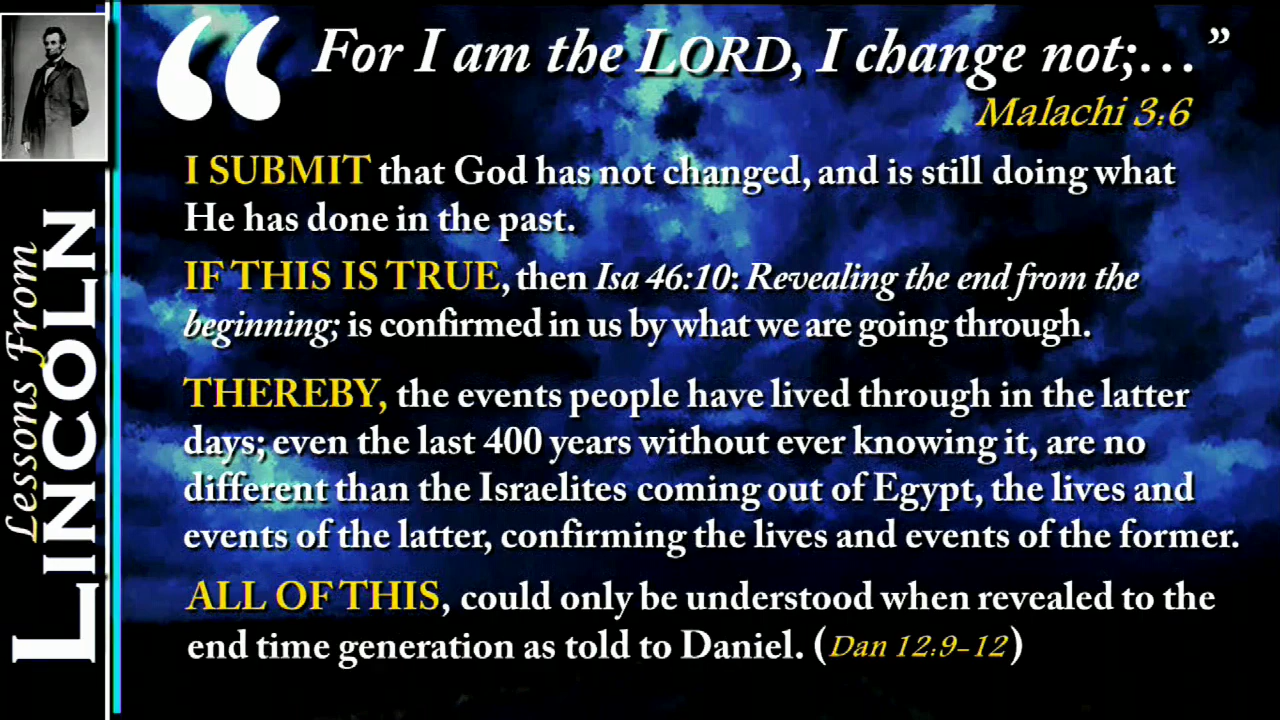 “For I am the LORD, I change not;...”
Malachi 3:6
I SUBMIT that God has not changed, and is still doing what
He has done in the past.
IF THIS IS TRUE, then Isa 46:10: Revealing the end from the
beginning; is confirmed in us by what we are going through.
THEREBY, the events people have lived through in the latter
days; even the last 400 years without ever knowing it, are no
different than the Israelites coming out of Egypt, the lives and
events of the latter, confirming the lives and events of the former.
ALL OF THIS, could only be understood when revealed to the
end time generation as told to Daniel. (Dan 12:9-12)
Lessons From
LINCOLN